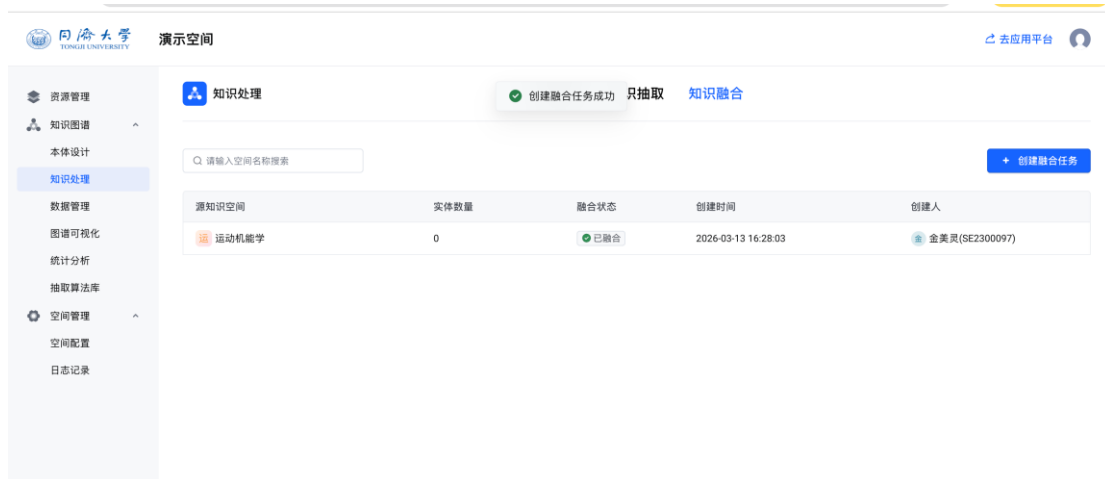 同濟大学
TONGJI UNIVERSITY
演示空间
去应用平台
资源管理
知识图谱
本体设计
知识处理
数据管理
图谱可视化
统计分析
抽取算法库
空间管理
空间配置
日志记录
知识处理
创建融合任务成功
识抽取
知识融合
请输入空间名称搜索
+ 创建融合任务
源知识空间 实体数量 融合状态 创建时间 创建人
运 运动机能学 0 已融合 2026-03-13 16:28:03 金 金美灵(SE2300097)